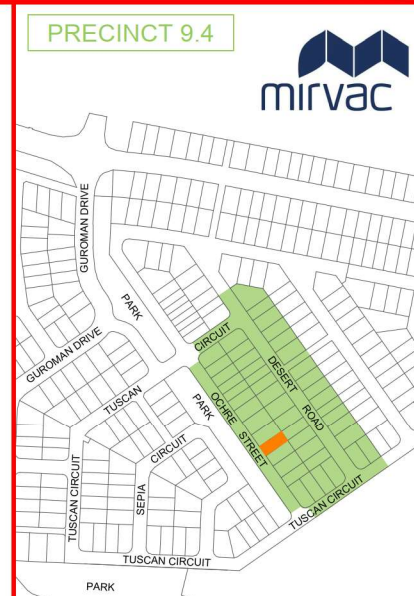 PRECINCT 9.4
mirvac
GUROMAN DRIVE
PARK
GUROMAN DRIVE
CIRCUIT
TUSCAN
DESERT ROAD
PARK
OCHRE STREET
CIRCUIT
TUSCAN CIRCUIT
SEPIA
TUSCAN CIRCUIT
TUSCAN CIRCUIT
PARK